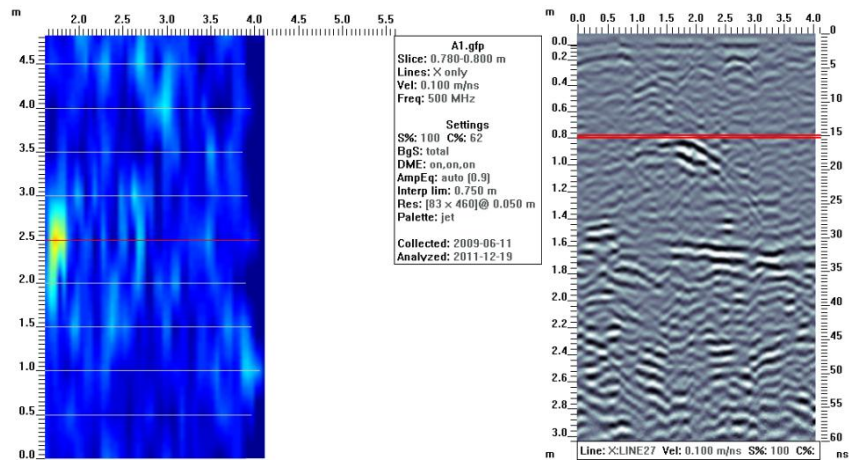 m
2.0 2.5 3.0 3.5 4.0 4.5 5.0 5.5
4.5
4.0
3.5
3.0
2.5
2.0
1.5
1.0
0.5
0.0
A1.gfp
Slice: 0.780-0.800 m
Lines: X only
Vel: 0.100 m/ns
Freq: 500 MHz
Settings
S%: 100 C%: 62
BgS: total
DME: on,on,on
AmpEq: auto (0.9)
Interp lim: 0.750 m
Res: [83 x 460]@ 0.050 m
Palette: jet
Collected: 2009-06-11
Analyzed: 2011-12-19
m
0.0 0.5 1.0 1.5 2.0 2.5 3.0 3.5 4.0
0.0
0.2
0.4
0.6
0.8
1.0
1.2
1.4
1.6
1.8
2.0
2.2
2.4
2.6
2.8
3.0
m
0
5
10
15
20
25
30
35
40
45
50
55
60
ns
Line: X:LINE27 Vel: 0.100 m/ns S%: 100 C%: